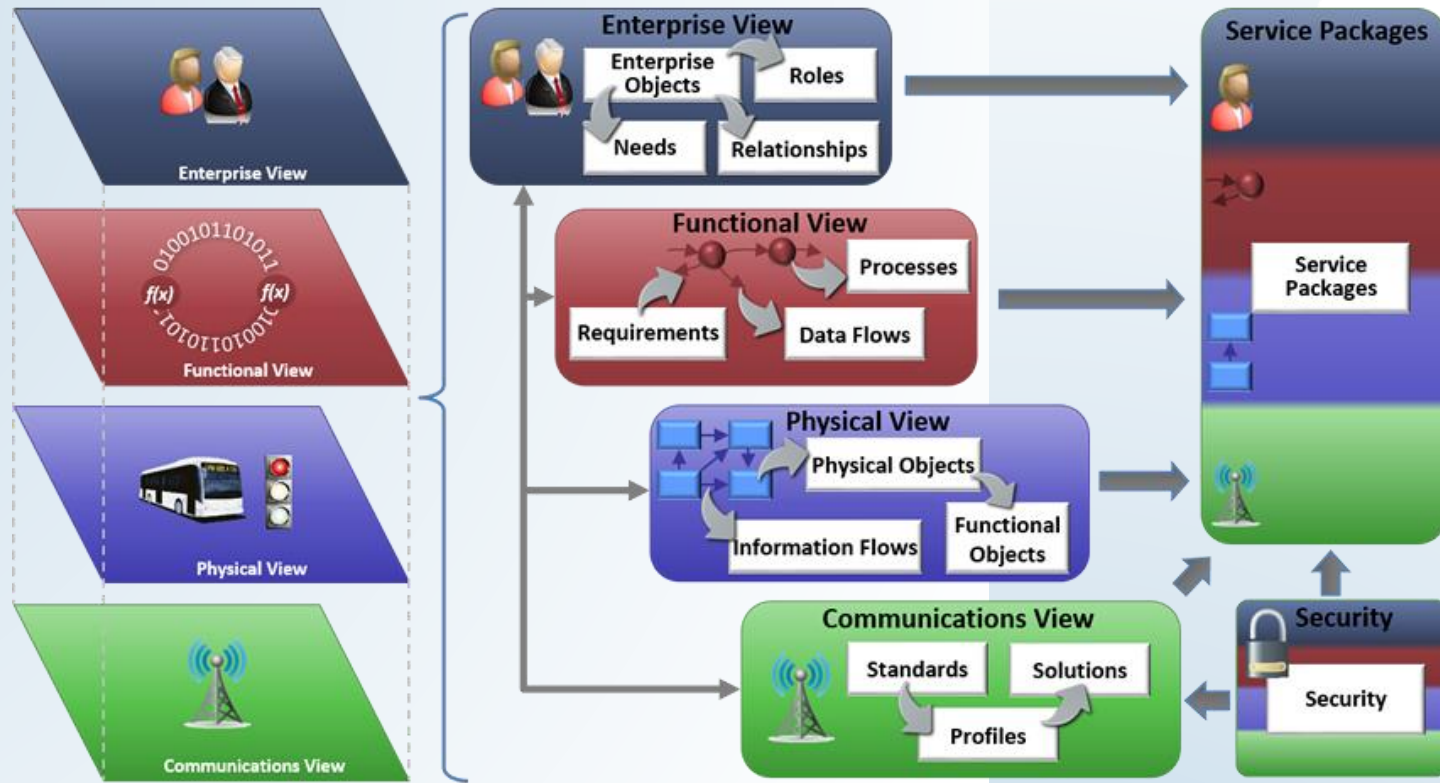 Enterprise View
Functional View
Physical View
Communications View
0100101101011
f(x)
f(x)
Enterprise View
Enterprise
Objects
Roles
Needs
Relationships
Functional View
Processes
Requirements
Data Flows
Physical View
Physical Objects
Information Flows
Functional
Objects
Communications View
Standards
Solutions
Profiles
Service Packages
Service
Packages
Security
Security